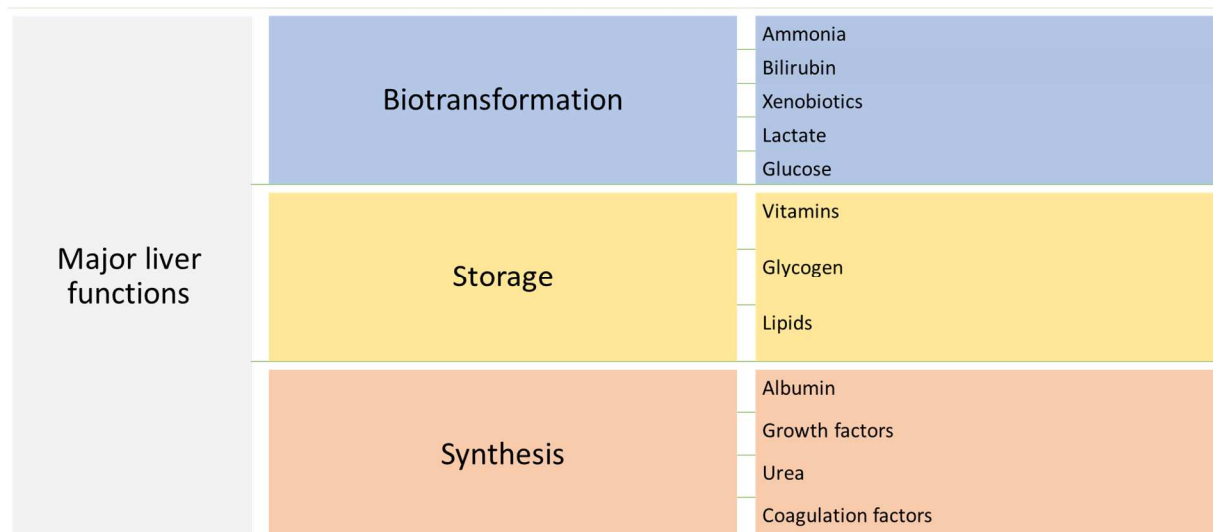 Major liver
functions
Biotransformation
Ammonia
Bilirubin
Xenobiotics
Lactate
Glucose
Storage
Vitamins
Glycogen
Lipids
Synthesis
Albumin
Growth factors
Urea
Coagulation factors